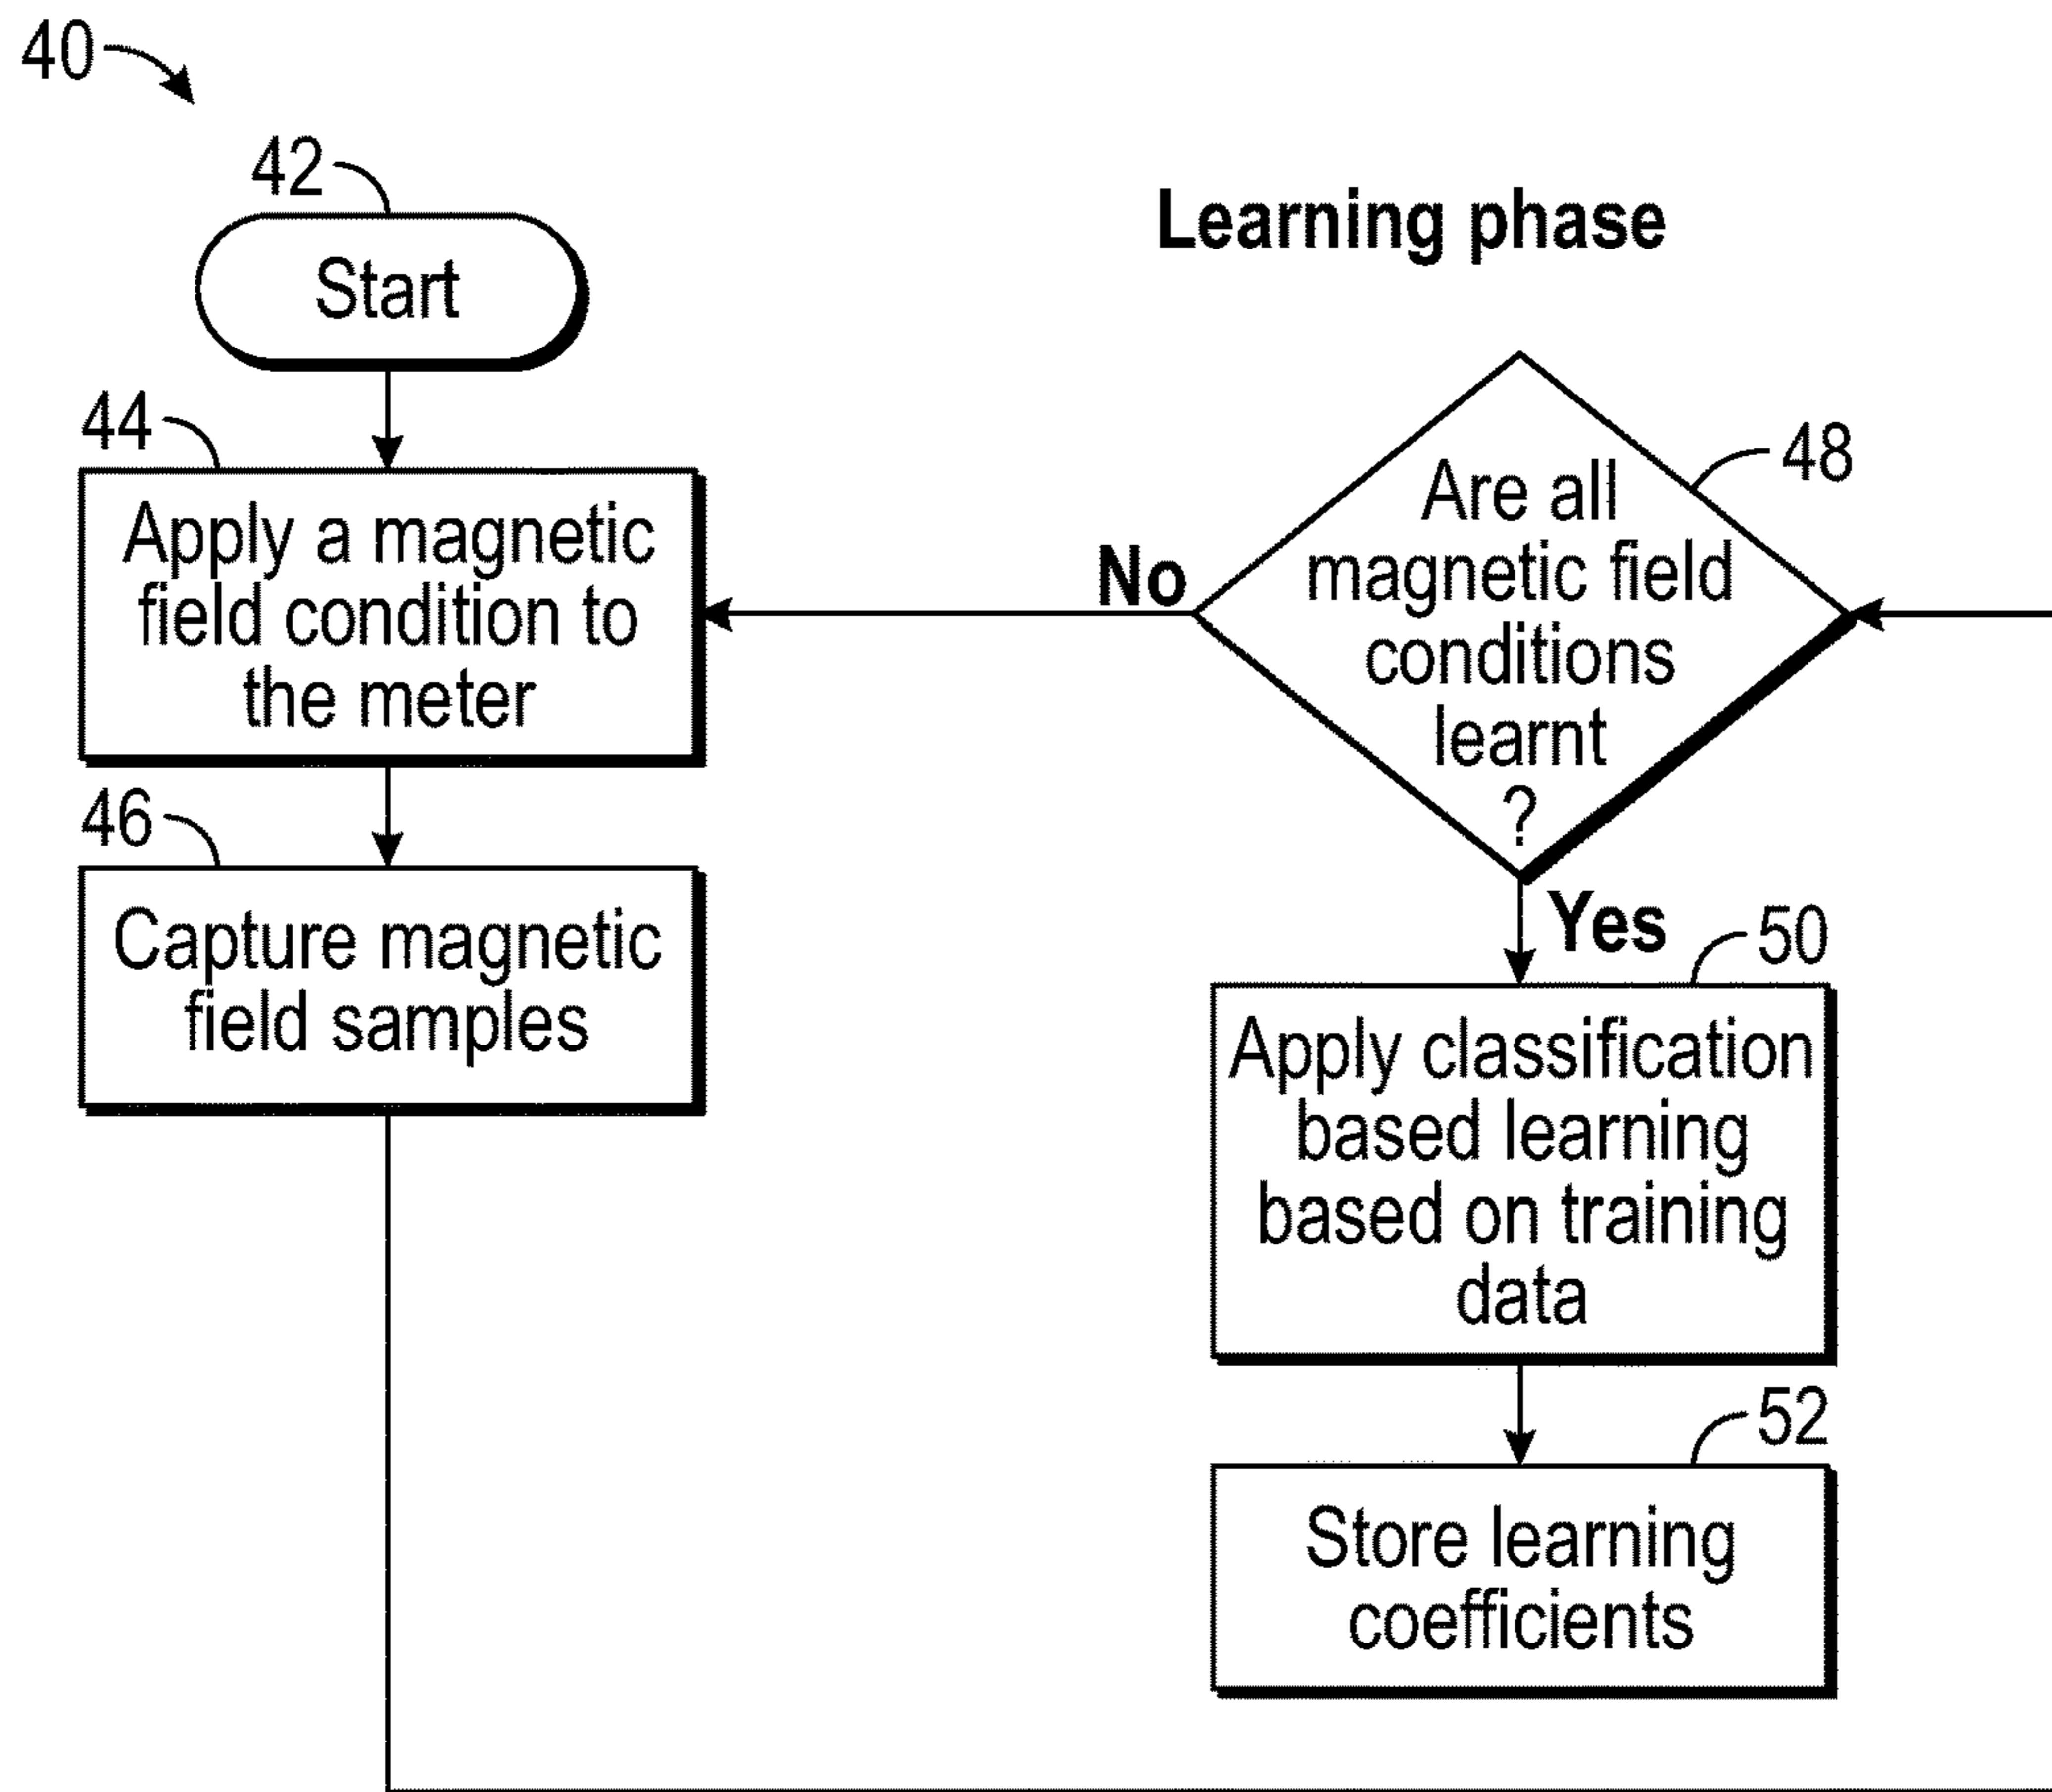 40
42
Start
Learning phase
44
Apply a magnetic
field condition to
the meter
No
48
Are all
magnetic field
conditions
learnt
?
46
Capture magnetic
field samples
Yes
50
Apply classification
based learning
based on training
data
52
Store learning
coefficients